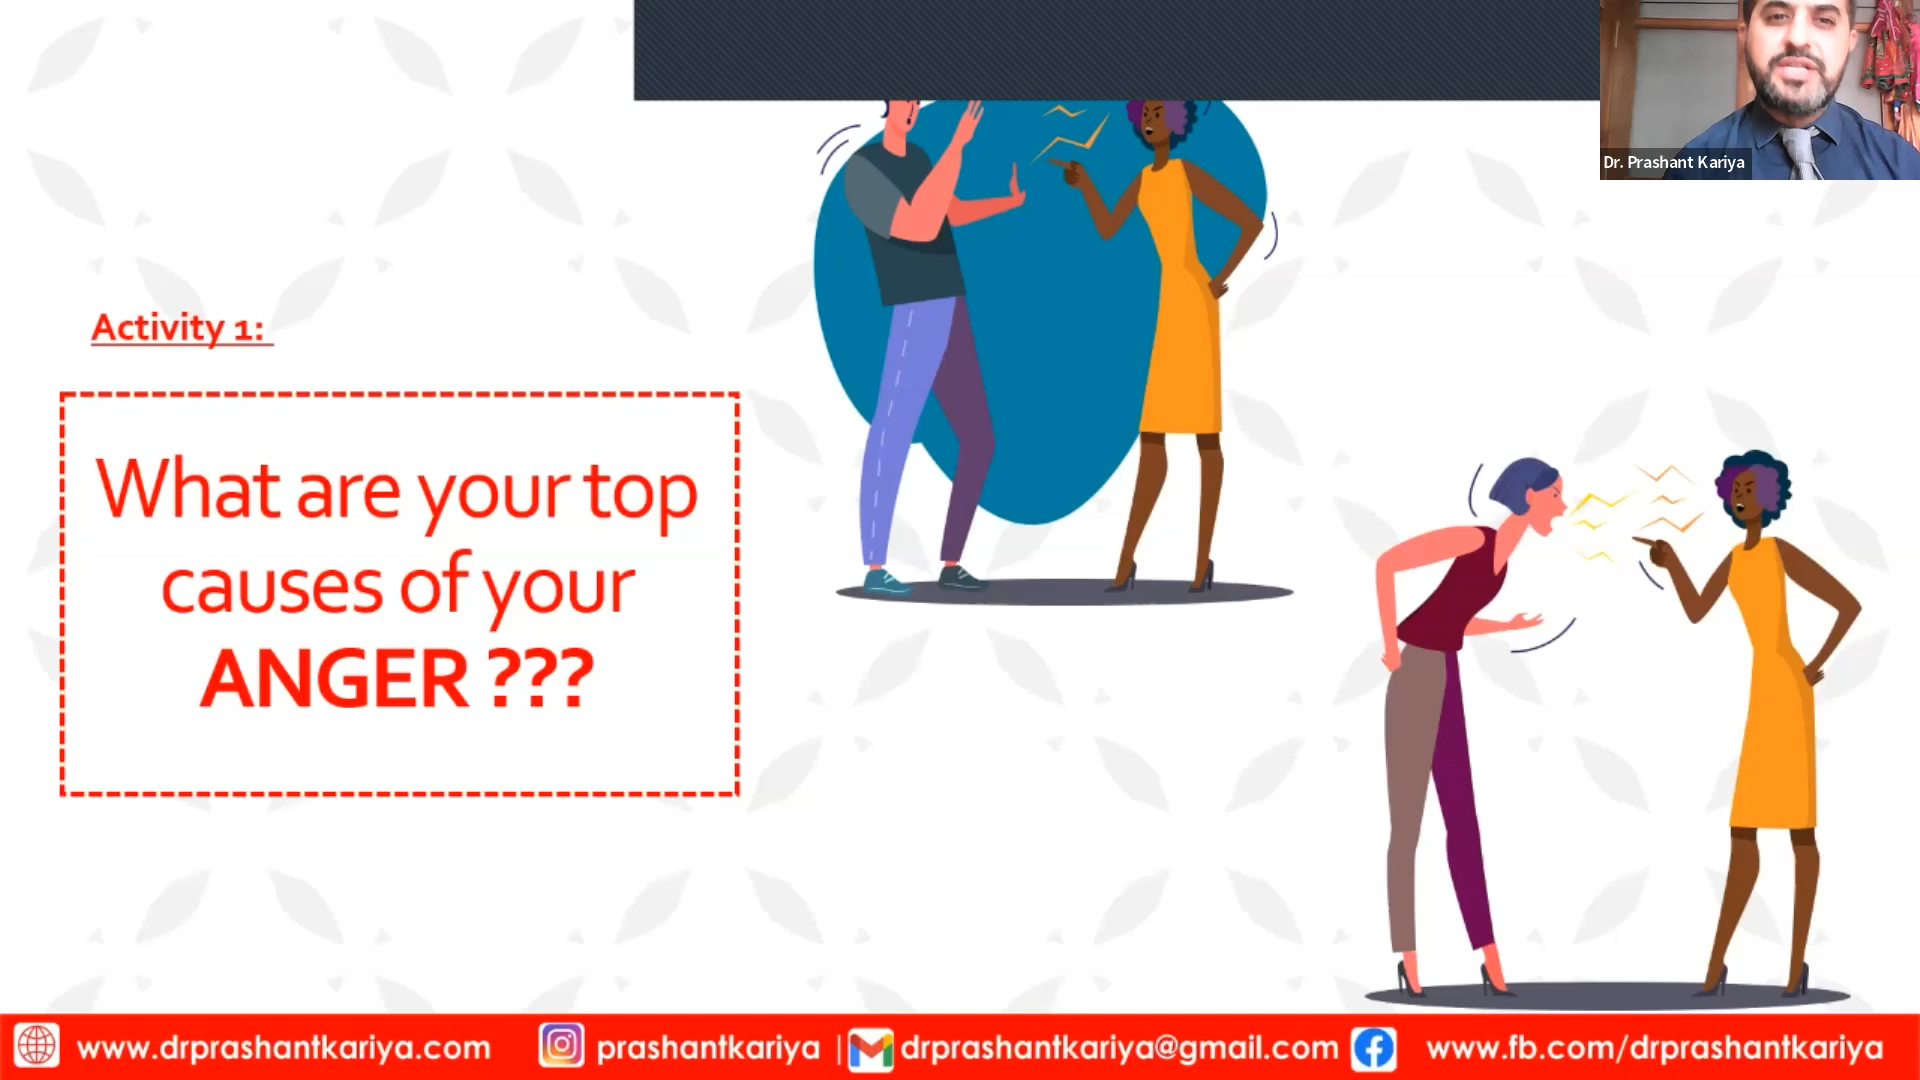 Dr. Prashant Kariya
Activity 1:
What are your top
causes of your
ANGER ???
www.drprashantkariya.com
prashantkariya |
drprashantkariya@gmail.com
www.fb.com/drprashantkariya